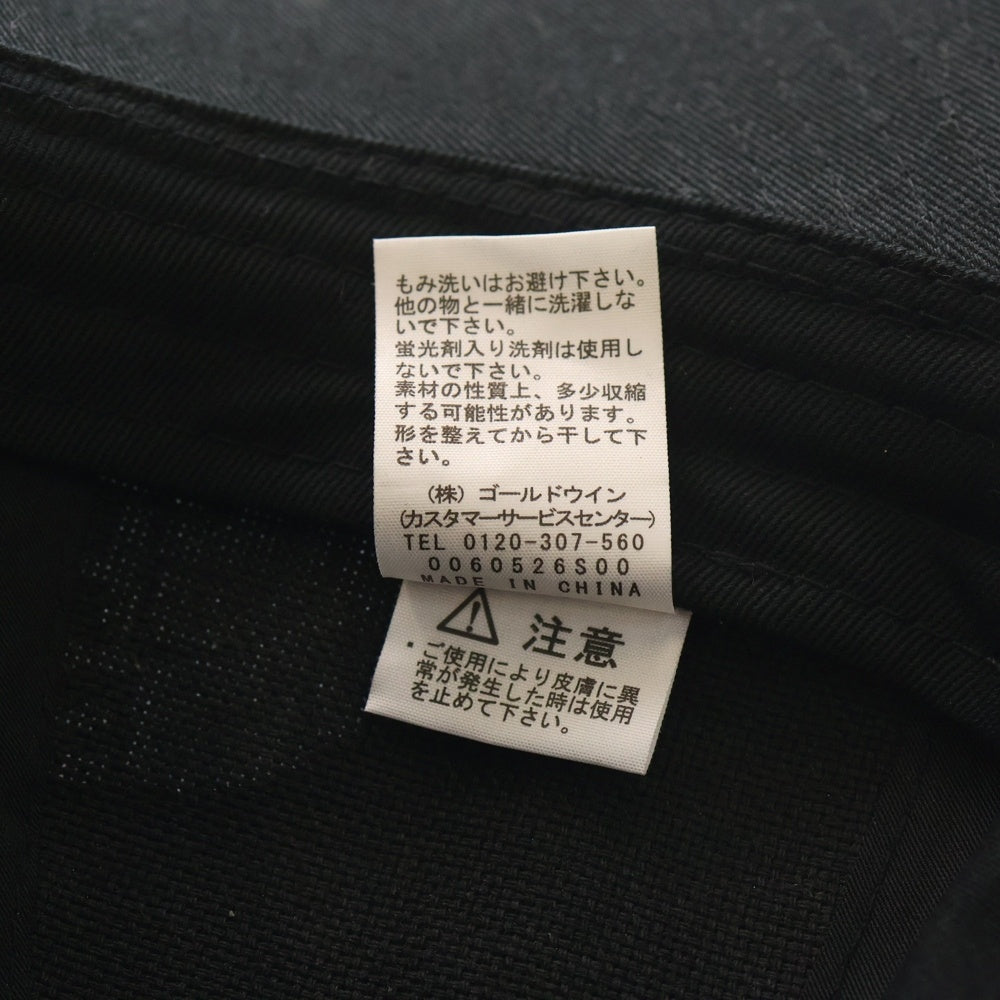 もみ洗いはお避け下さい。
他の物と一緒に洗濯しな
いで下さい。
蛍光剤入り洗剤は使用し
ないで下さい。
素材の性質上、多少収縮
する可能性があります。
形を整えてから干して下
さい。
(株)ゴールドウイン
(カスタマーサービスセンター)
TEL 0120-307-560
0060526S00
MADE IN CHINA
注意
・ご使用により皮膚に異
常が発生した時は使用
を止めて下さい。